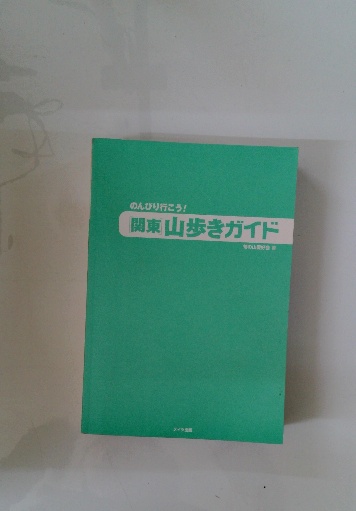 のんびり行こう!
関東 山歩きガイド